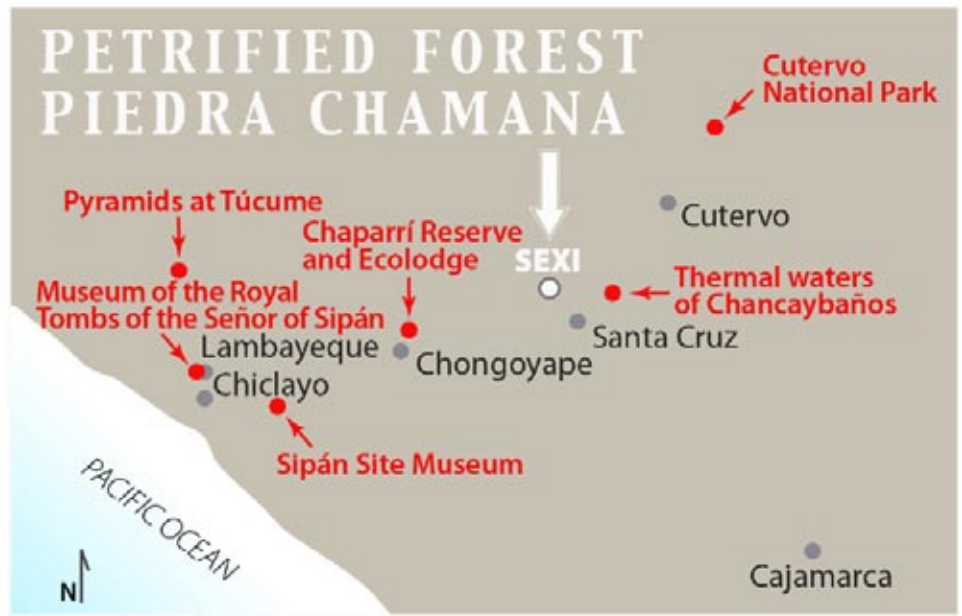 PETRIFIED FOREST
PIEDRA CHAMANA
Cutervo
National Park
Pyramids at Túcume
Cutervo
Chaparrí Reserve
and Ecolodge
SEXI
Thermal waters
of Chancaybaños
Museum of the Royal
Tombs of the Señor of Sipán
Santa Cruz
Lambayeque
Chongoyape
Chiclayo
Sipán Site Museum
PACIFIC OCEAN
N
Cajamarca